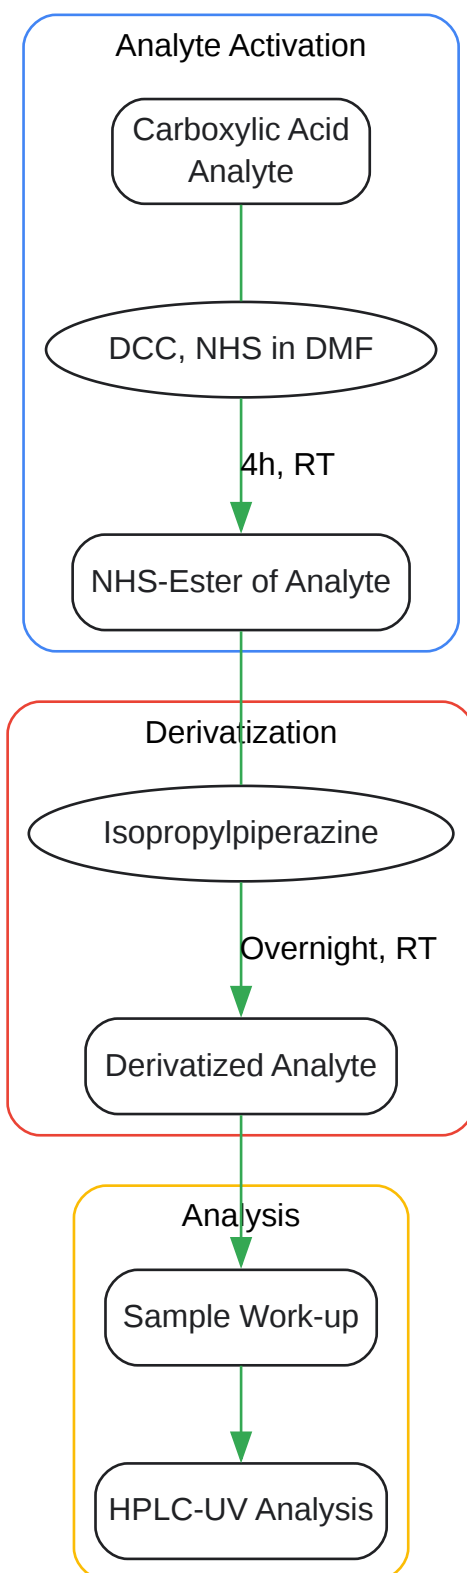 Analyte Activation
Carboxylic Acid
Analyte
DCC, NHS in DMF
4h, RT
NHS-Ester of Analyte
Derivatization
Isopropylpiperazine
Overnight, RT
Derivatized Analyte
Analysis
Sample Work-up
HPLC-UV Analysis